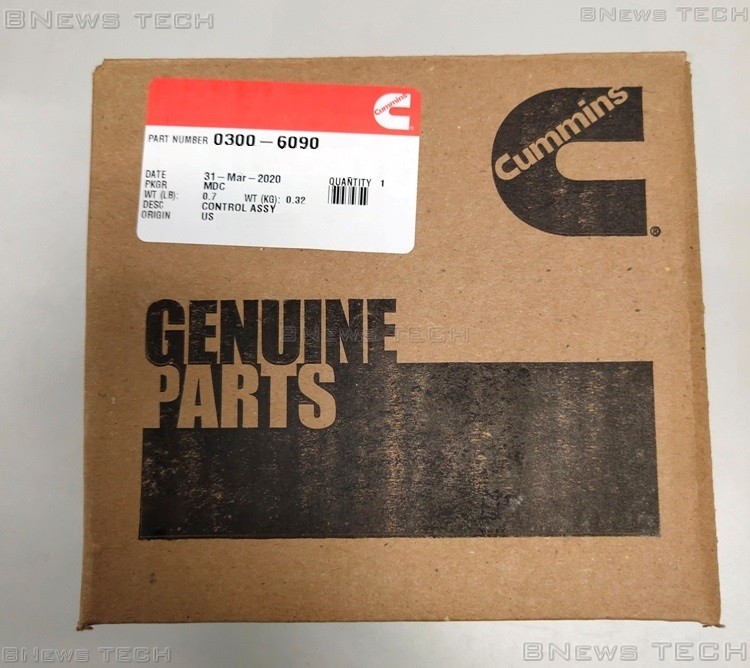 BNews TECH
BNews TECH
Cummins
PART NUMBER 0300-6090
DATE 31-Mar-2020
PKGR MDC
QUANTITY 1
WT (LB): 0.7 WT (KG): 0.32
DESC CONTROL ASSY
ORIGIN US
Cummins
®
GENUINE
BNews TECH
PARTS
BNews TECH
BNews TECH